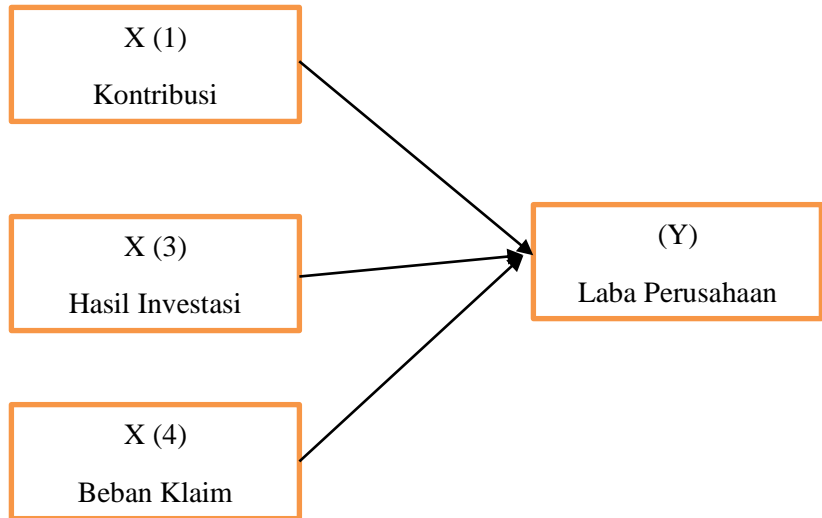 X (1)
Kontribusi
X (3)
Hasil Investasi
(Y)
Laba Perusahaan
X (4)
Beban Klaim